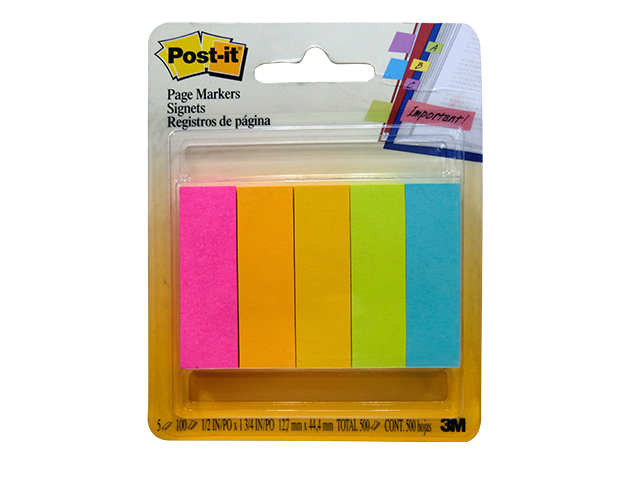 Post-it
Page Markers
Signets
Registros de página
A
B
C
Important!
5 100 1/2 IN/PO x 1 3/4 IN/PO 12,7 mm x 44,4 mm TOTAL 500 CONT. 500 hojas 3M